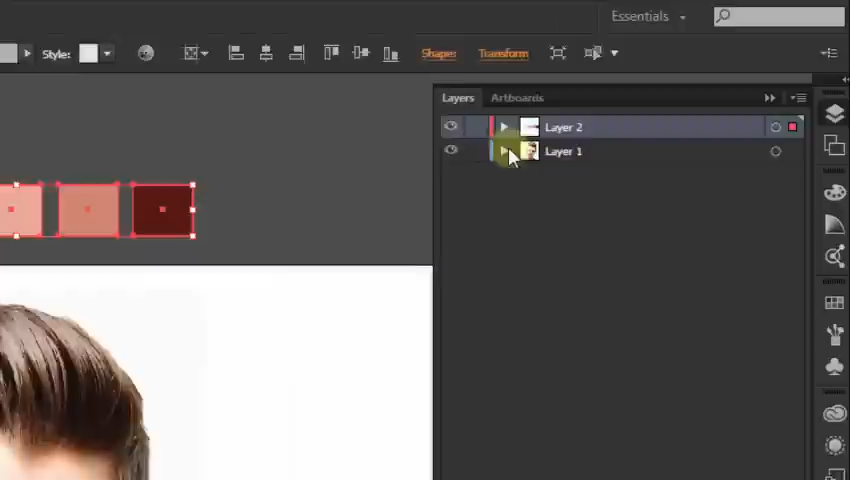 Essentials
Style:
Shape:
Transform
Layers
Artboards
Layer 2
Layer 1